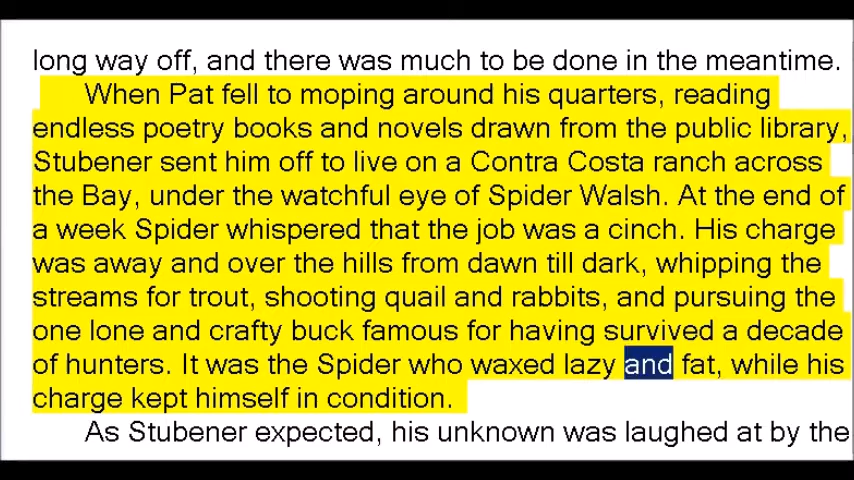 long way off, and there was much to be done in the meantime.
When Pat fell to moping around his quarters, reading
endless poetry books and novels drawn from the public library,
Stubener sent him off to live on a Contra Costa ranch across
the Bay, under the watchful eye of Spider Walsh. At the end of
a week Spider whispered that the job was a cinch. His charge
was away and over the hills from dawn till dark, whipping the
streams for trout, shooting quail and rabbits, and pursuing the
one lone and crafty buck famous for having survived a decade
of hunters. It was the Spider who waxed lazy and fat, while his
charge kept himself in condition.
As Stubener expected, his unknown was laughed at by the